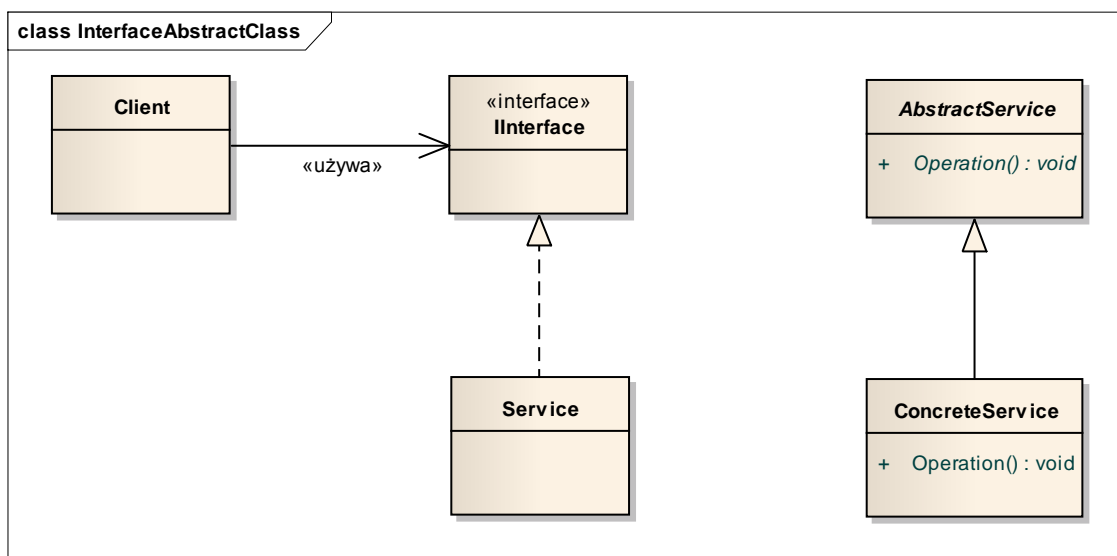 class InterfaceAbstractClass
Client
«używa»
«interface»
IInterface
Service
AbstractService
+ Operation() : void
ConcreteService
+ Operation() : void